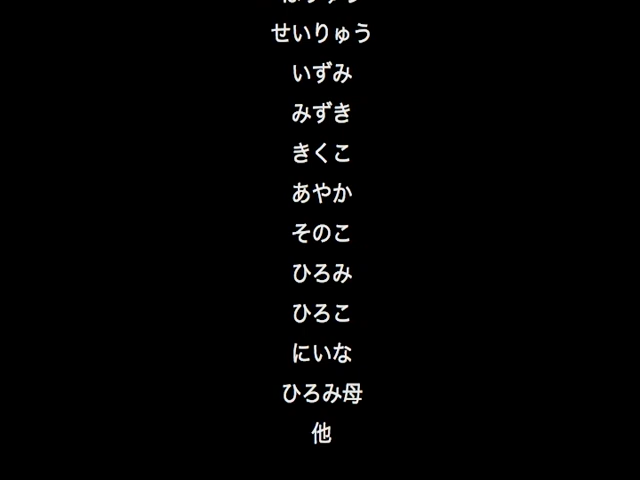 せいりゅう
いずみ
みずき
きくこ
あやか
そのこ
ひろみ
ひろこ
にいな
ひろみ母
他